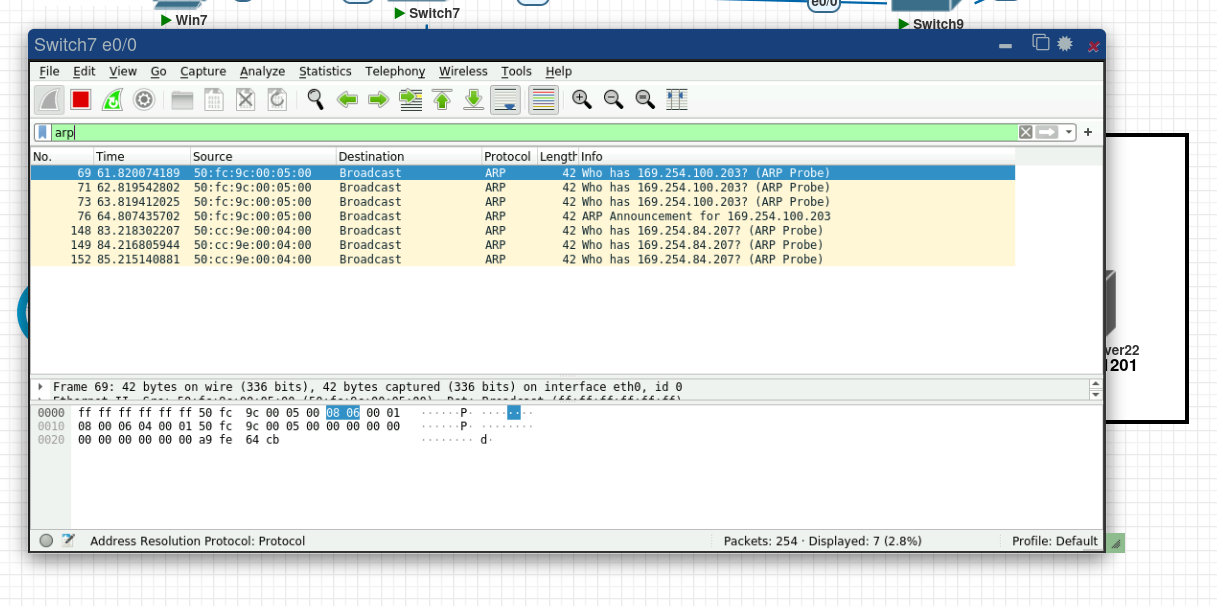 e0/0
Win7
Switch7
Switch9
Switch7 e0/0
File Edit View Go Capture Analyze Statistics Telephony Wireless Tools Help
arp
No. Time Source Destination Protocol Length Info
69 61.820074189 50:fc:9c:00:05:00 Broadcast ARP 42 Who has 169.254.100.203? (ARP Probe)
71 62.819542802 50:fc:9c:00:05:00 Broadcast ARP 42 Who has 169.254.100.203? (ARP Probe)
73 63.819412025 50:fc:9c:00:05:00 Broadcast ARP 42 Who has 169.254.100.203? (ARP Probe)
76 64.807435702 50:fc:9c:00:05:00 Broadcast ARP 42 ARP Announcement for 169.254.100.203
148 83.218302207 50:cc:9e:00:04:00 Broadcast ARP 42 Who has 169.254.84.207? (ARP Probe)
149 84.216805944 50:cc:9e:00:04:00 Broadcast ARP 42 Who has 169.254.84.207? (ARP Probe)
152 85.215140881 50:cc:9e:00:04:00 Broadcast ARP 42 Who has 169.254.84.207? (ARP Probe)
ver22
1201
Frame 69: 42 bytes on wire (336 bits), 42 bytes captured (336 bits) on interface eth0, id 0
0000 ff ff ff ff ff ff 50 fc 9c 00 05 00 08 06 00 01 ······P· ········
0010 08 00 06 04 00 01 50 fc 9c 00 05 00 00 00 00 00 ······P· ········
0020 00 00 00 00 00 00 a9 fe 64 cb ········ d·
Address Resolution Protocol: Protocol
Packets: 254 · Displayed: 7 (2.8%)
Profile: Default